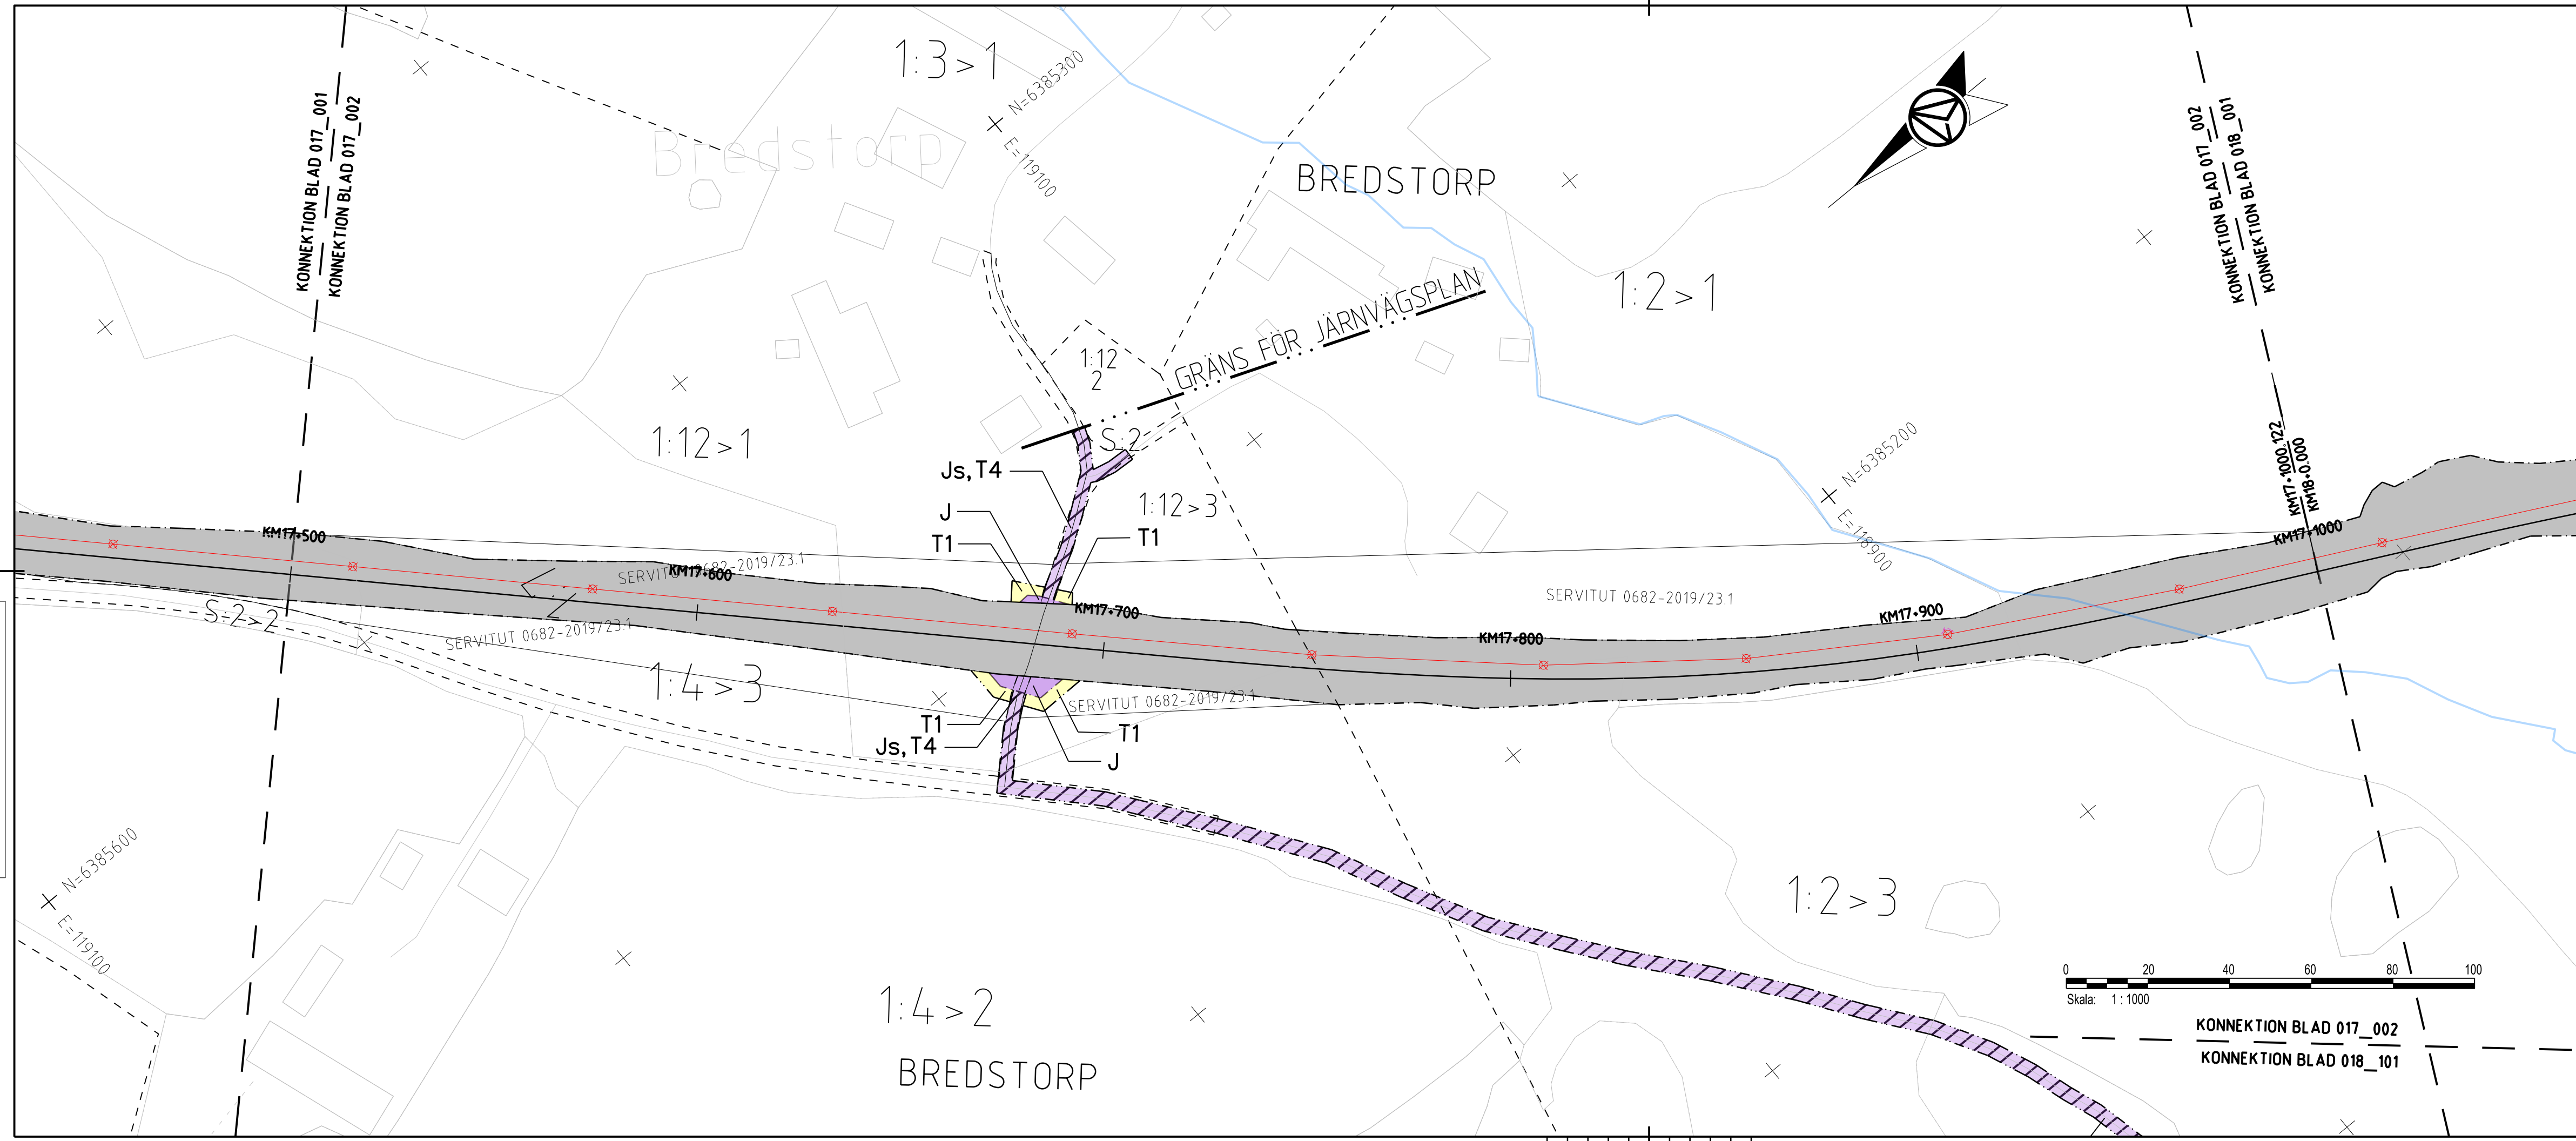 1:3>1
N=6385300
E=119100
Bredstorp
BREDSTORP
KONNEKTION BLAD 017_001
KONNEKTION BLAD 017_002
KONNEKTION BLAD 017_002
KONNEKTION BLAD 018_001
1:2>1
GRÄNS FÖR JÄRNVÄGSPLAN
1:12
2
1:12>1
S:2
Js,T4
1:12>3
J
T1
T1
N=6385200
E=118900
KM17+1000.122
KM18+0.000
KM17+1000
KM17+500
SERVITUT 0682-2019/23.1
KM17+600
KM17+700
SERVITUT 0682-2019/23.1
KM17+800
KM17+900
S:2>2
SERVITUT 0682-2019/23.1
1:4>3
SERVITUT 0682-2019/23.1
T1
Js,T4
T1
J
N=6385600
E=119100
1:2>3
1:4>2
BREDSTORP
0 20 40 60 80 100
Skala: 1 : 1000
KONNEKTION BLAD 017_002
KONNEKTION BLAD 018_101